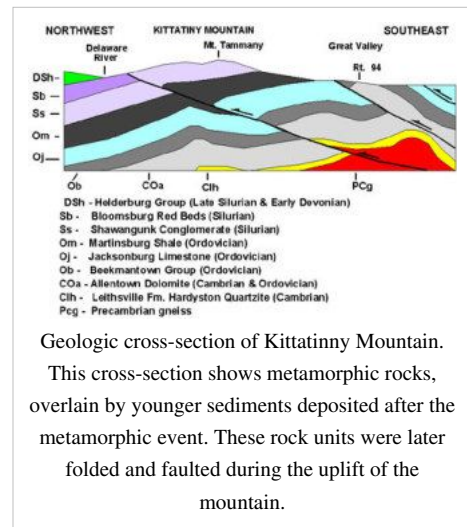 NORTHWEST KITTATINY MOUNTAIN SOUTHEAST
Delaware River
Mt. Tammany
Great Valley
Rt. 94
DSh
Sb
Ss
Om
Oj
Ob COa Clh PCg
DSh - Helderburg Group (Late Silurian & Early Devonian)
Sb - Bloomsburg Red Beds (Silurian)
Ss - Shawangunk Conglomerate (Silurian)
Om - Martinsburg Shale (Ordovician)
Oj - Jacksonburg Limestone (Ordovician)
Ob - Beekmantown Group (Ordovician)
COa - Allentown Dolomite (Cambrian & Ordovician)
Clh - Leithsville Fm. Hardyston Quartzite (Cambrian)
Pcg - Precambrian gneiss
Geologic cross-section of Kittatinny Mountain.
This cross-section shows metamorphic rocks,
overlain by younger sediments deposited after the
metamorphic event. These rock units were later
folded and faulted during the uplift of the
mountain.